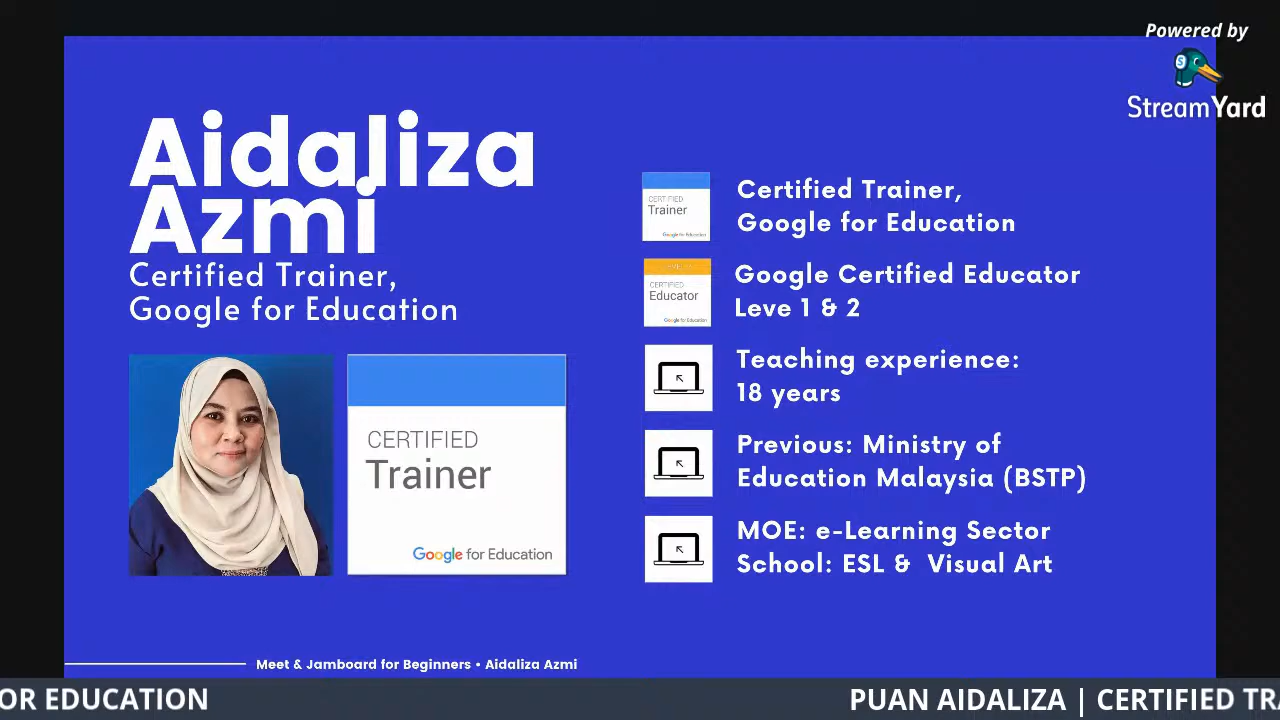 Powered by
StreamYard
Aidaliza
Azmi
Certified Trainer,
Google for Education
CERTIFIED
Trainer
Google for Education
CERTIFIED
Trainer
Google for Education
Certified Trainer,
Google for Education
CERTIFIED
Educator
Google for Education
Google Certified Educator
Leve 1 & 2
Teaching experience:
18 years
Previous: Ministry of
Education Malaysia (BSTP)
MOE: e-Learning Sector
School: ESL & Visual Art
Meet & Jamboard for Beginners • Aidaliza Azmi
OR EDUCATION
PUAN AIDALIZA | CERTIFIED TRA